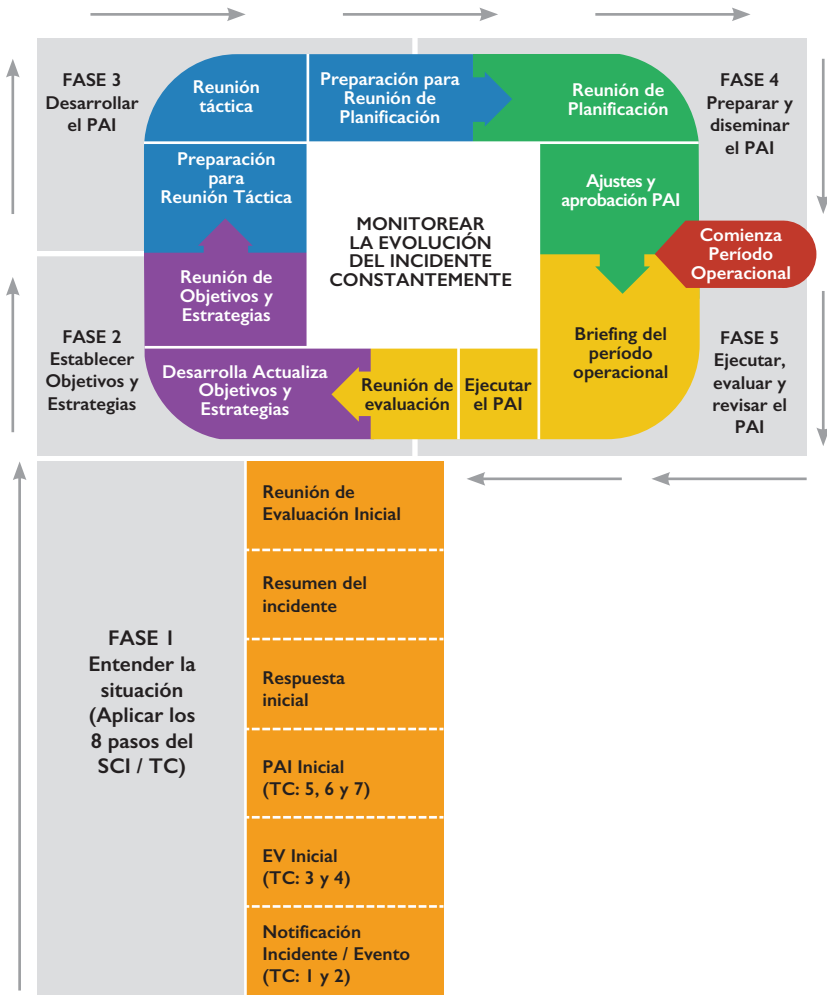 FASE 3
Desarrollar
el PAI
Reunión
táctica
Preparación para
Reunión de
Planificación
Reunión de
Planificación
FASE 4
Preparar y
diseminar
el PAI
Preparación
para
Reunión Táctica
MONITOREAR
LA EVOLUCIÓN
DEL INCIDENTE
CONSTANTEMENTE
Ajustes y
aprobación PAI
Comienza
Período
Operacional
Reunión de
Objetivos y
Estrategias
FASE 2
Establecer
Objetivos y
Estrategias
Desarrolla Actualiza
Objetivos y
Estrategias
Reunión de
evaluación
Ejecutar
el PAI
Briefing del
período
operacional
FASE 5
Ejecutar,
evaluar y
revisar el
PAI
FASE 1
Entender la
situación
(Aplicar los
8 pasos del
SCI / TC)
Reunión de
Evaluación Inicial
Resumen del
incidente
Respuesta
inicial
PAI Inicial
(TC: 5, 6 y 7)
EV Inicial
(TC: 3 y 4)
Notificación
Incidente / Evento
(TC: 1 y 2)